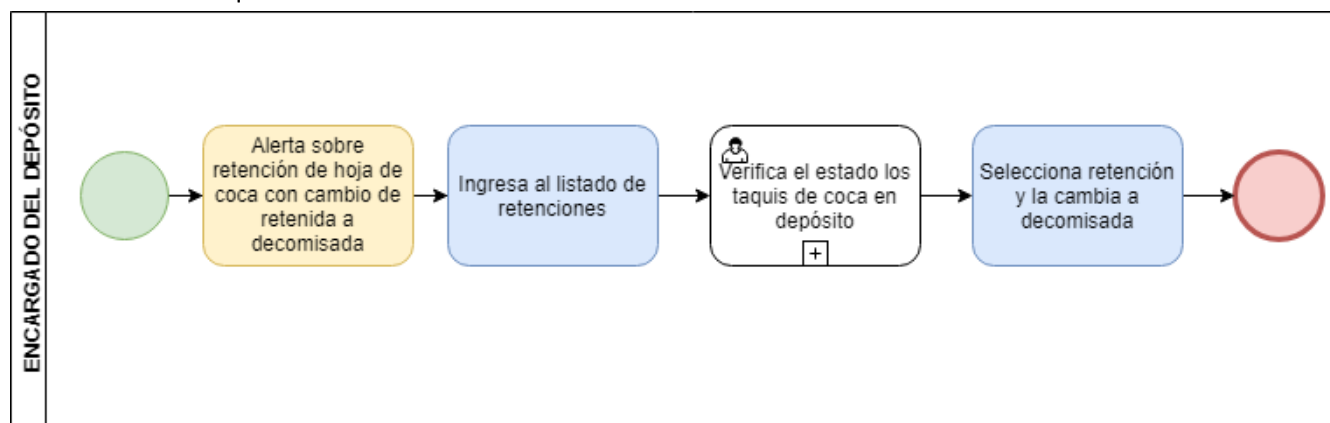 ENCARGADO DEL DEPÓSITO
Alerta sobre
retención de hoja de
coca con cambio de
retenida a
decomisada
Ingresa al listado de
retenciones
Verifica el estado los
taquis de coca en
depósito
Selecciona retención
y la cambia a
decomisada